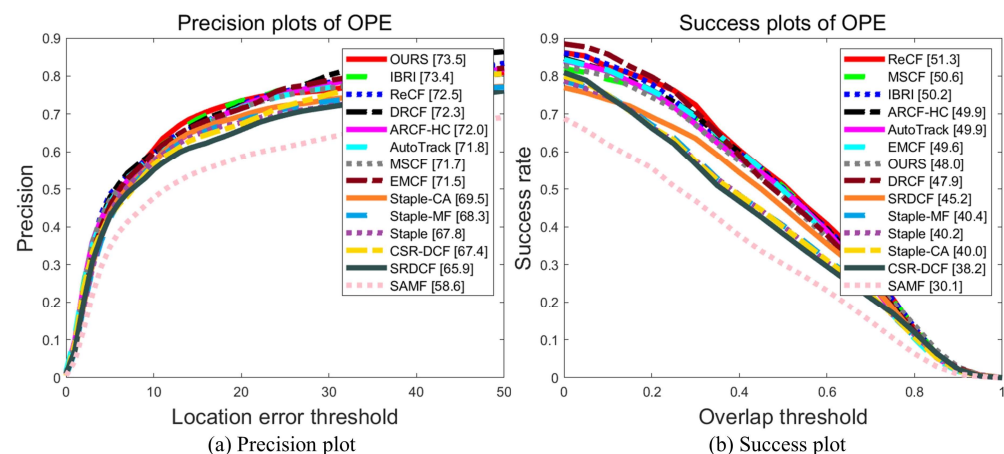 Precision plots of OPE
Precision
0.9
0.8
0.7
0.6
0.5
0.4
0.3
0.2
0.1
0
OURS [73.5]
IBRI [73.4]
ReCF [72.5]
DRCF [72.3]
ARCF-HC [72.0]
AutoTrack [71.8]
MSCF [71.7]
EMCF [71.5]
Staple-CA [69.5]
Staple-MF [68.3]
Staple [67.8]
CSR-DCF [67.4]
SRDCF [65.9]
SAMF [58.6]
0 10 20 30 40 50
Location error threshold
(a) Precision plot
Success plots of OPE
Success rate
0.9
0.8
0.7
0.6
0.5
0.4
0.3
0.2
0.1
0
ReCF [51.3]
MSCF [50.6]
IBRI [50.2]
ARCF-HC [49.9]
AutoTrack [49.9]
EMCF [49.6]
OURS [48.0]
DRCF [47.9]
SRDCF [45.2]
Staple-MF [40.4]
Staple [40.2]
Staple-CA [40.0]
CSR-DCF [38.2]
SAMF [30.1]
0 0.2 0.4 0.6 0.8 1
Overlap threshold
(b) Success plot